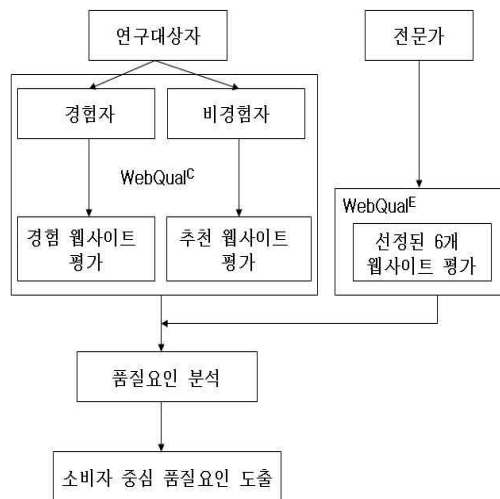 연구대상자
전문가
경험자
비경험자
WebQualᶜ
경험 웹사이트
평가
추천 웹사이트
평가
WebQualᴱ
선정된 6개
웹사이트 평가
품질요인 분석
소비자 중심 품질요인 도출